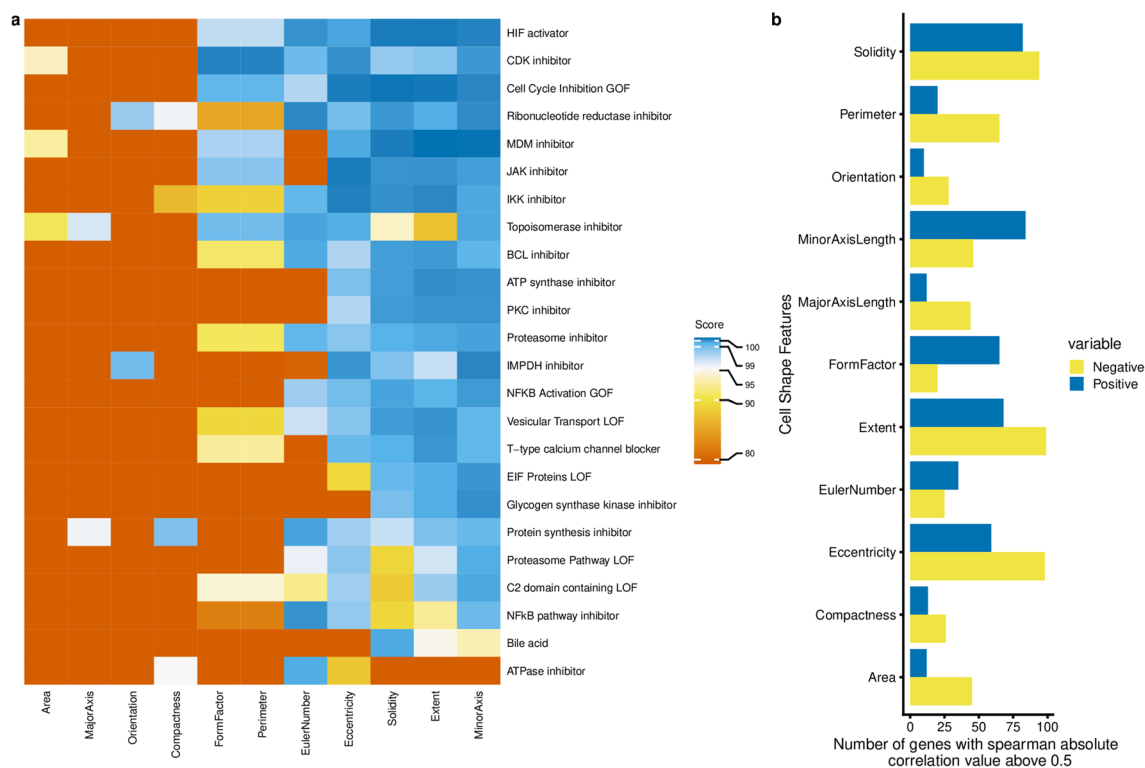 a
HIF activator
CDK inhibitor
Cell Cycle Inhibition GOF
Ribonucleotide reductase inhibitor
MDM inhibitor
JAK inhibitor
IKK inhibitor
Topoisomerase inhibitor
BCL inhibitor
ATP synthase inhibitor
PKC inhibitor
Proteasome inhibitor
IMPDH inhibitor
NFKB Activation GOF
Vesicular Transport LOF
T−type calcium channel blocker
EIF Proteins LOF
Glycogen synthase kinase inhibitor
Protein synthesis inhibitor
Proteasome Pathway LOF
C2 domain containing LOF
NFkB pathway inhibitor
Bile acid
ATPase inhibitor
Area
MajorAxis
Orientation
Compactness
FormFactor
Perimeter
EulerNumber
Eccentricity
Solidity
Extent
MinorAxis
Score
100
99
95
90
80
b
Cell Shape Features
Solidity
Perimeter
Orientation
MinorAxisLength
MajorAxisLength
FormFactor
Extent
EulerNumber
Eccentricity
Compactness
Area
0 25 50 75 100
Number of genes with spearman absolute
correlation value above 0.5
variable
Negative
Positive